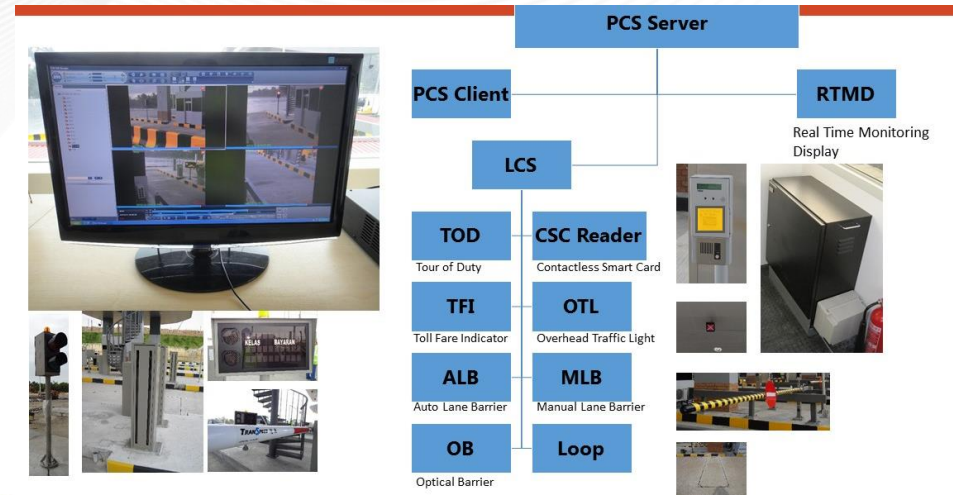 PCS Server
PCS Client
RTMD
Real Time Monitoring
Display
LCS
TOD
CSC Reader
Tour of Duty
Contactless Smart Card
TFI
OTL
Toll Fare Indicator
Overhead Traffic Light
ALB
MLB
Auto Lane Barrier
Manual Lane Barrier
OB
Loop
Optical Barrier
KELAS BAYARAN